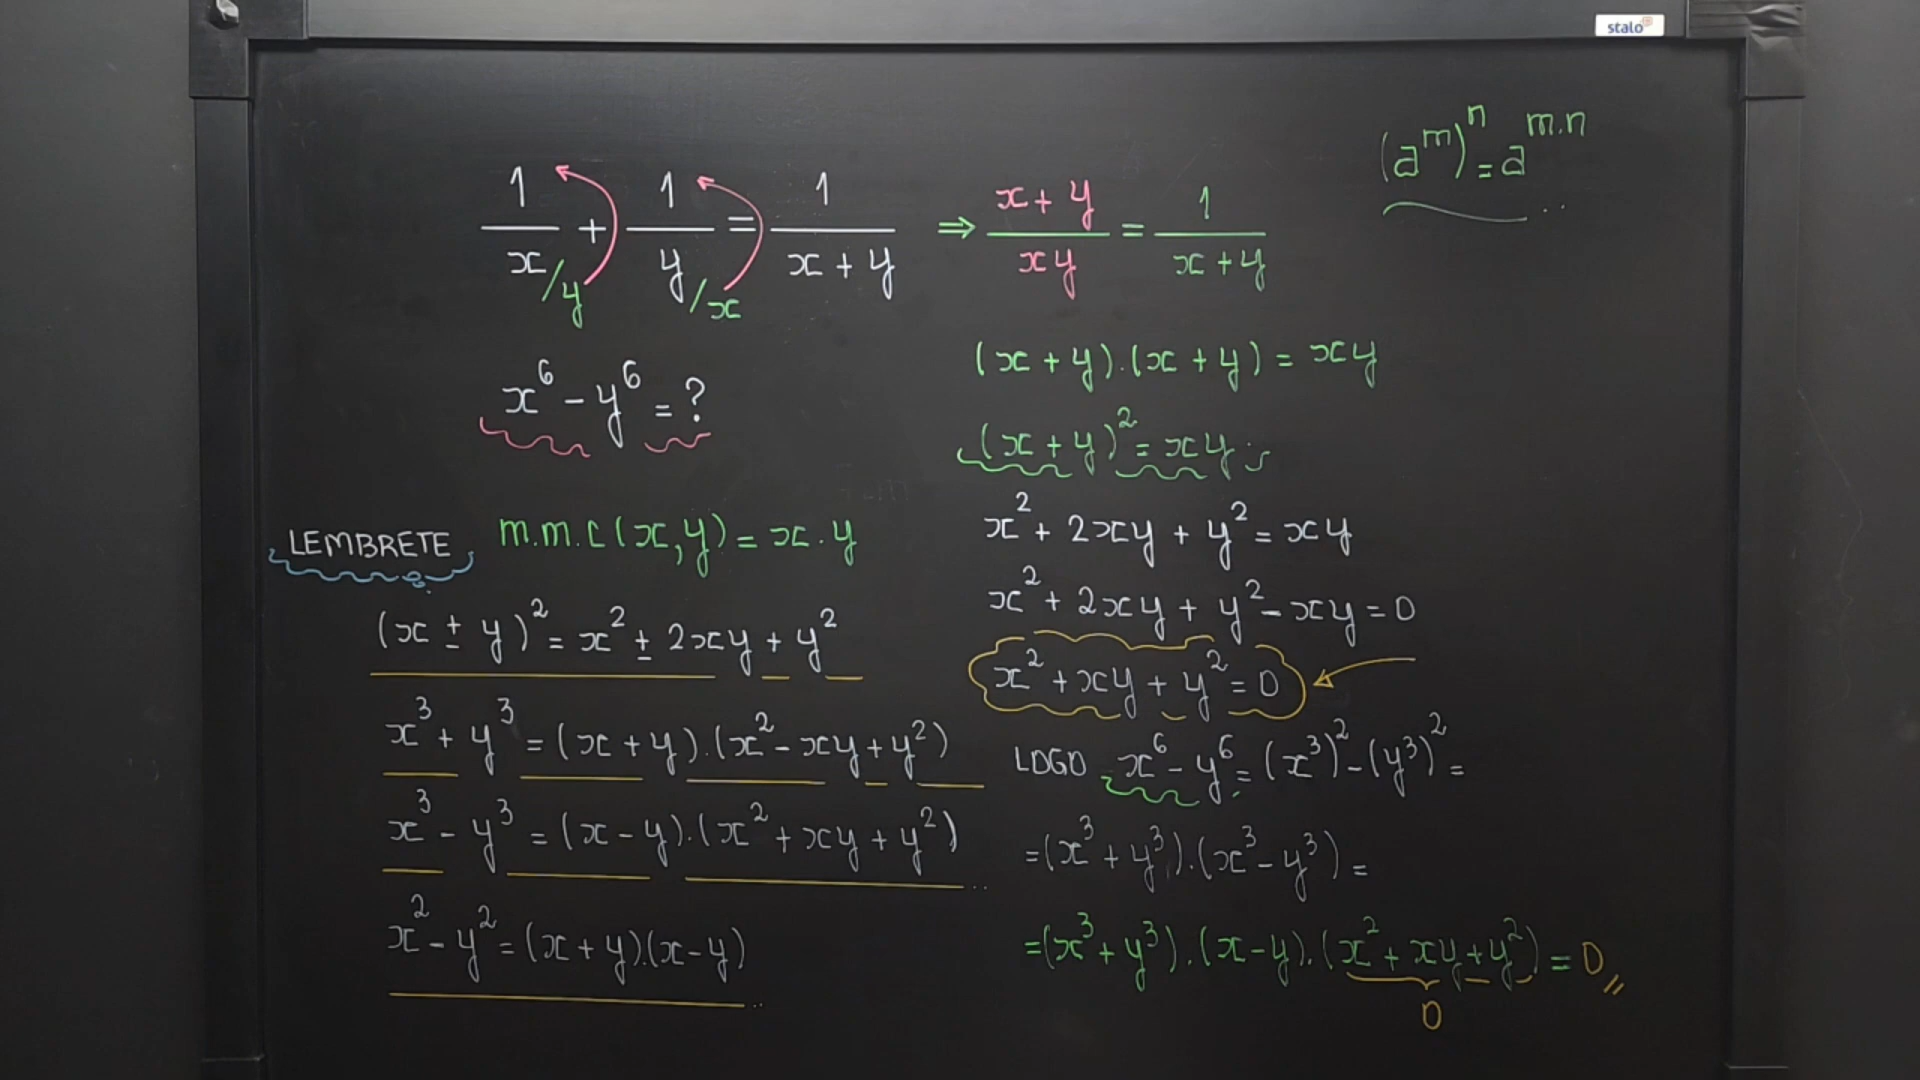 stalo
(a^m)^n = a^{m.n}
1/x + 1/y = 1/(x + y) ⇒ (x + y)/(xy) = 1/(x + y)
/y /x
(x + y).(x + y) = xy
x^6 - y^6 = ?
(x + y)^2 = xy
LEMBRETE m.m.c(x,y) = x.y
x^2 + 2xy + y^2 = xy
(x ± y)^2 = x^2 ± 2xy + y^2
x^2 + 2xy + y^2 - xy = 0
x^2 + xy + y^2 = 0
x^3 + y^3 = (x + y).(x^2 - xy + y^2)
LOGO x^6 - y^6 = (x^3)^2 - (y^3)^2 =
x^3 - y^3 = (x - y).(x^2 + xy + y^2)
= (x^3 + y^3).(x^3 - y^3) =
x^2 - y^2 = (x + y)(x - y)
= (x^3 + y^3).(x - y).(x^2 + xy + y^2) = 0
0